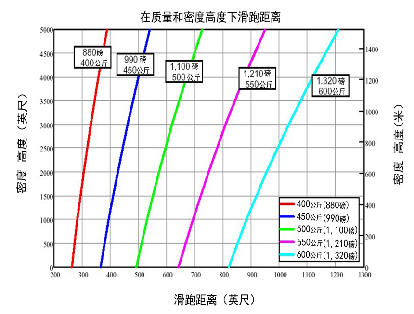 在质量和密度高度下滑跑距离
880磅
400公斤
990磅
450公斤
1,100磅
500公斤
1,210磅
550公斤
1,320磅
600公斤
密度高度(英尺)
5000
4500
4000
3500
3000
2500
2000
1500
1000
500
0
密度高度(米)
1400
1200
1000
800
600
400
200
0
400公斤(880磅)
450公斤(990磅)
500公斤(1,100磅)
550公斤(1,210磅)
600公斤(1,320磅)
200 300 400 500 600 700 800 900 1000 1100 1200 1300
滑跑距离(英尺)